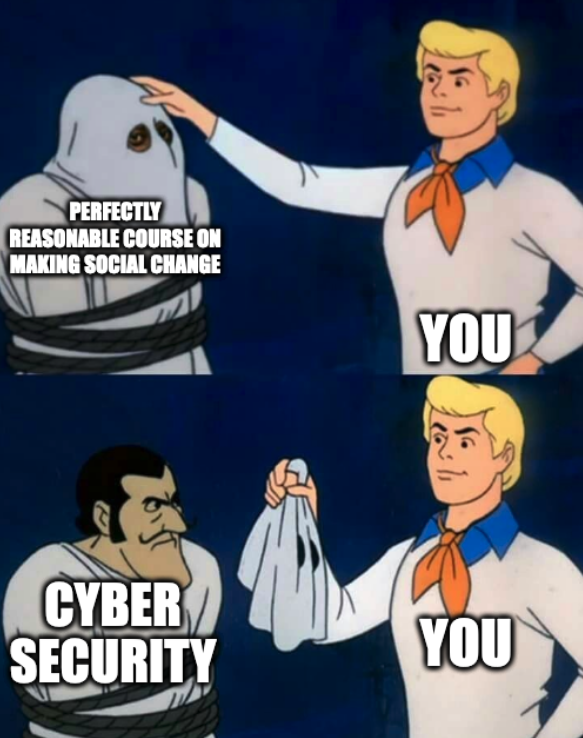 PERFECTLY
REASONABLE COURSE ON
MAKING SOCIAL CHANGE
YOU
CYBER
SECURITY
YOU